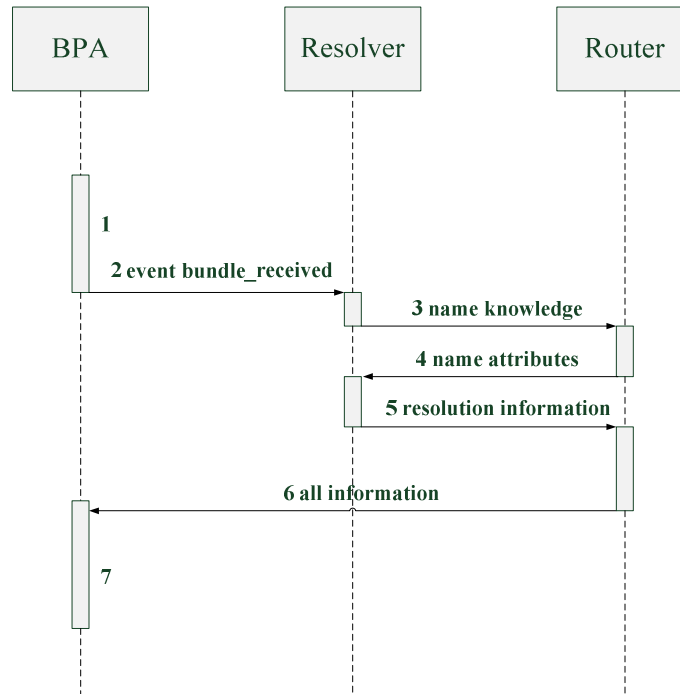 BPA
Resolver
Router
1
2 event bundle_received
3 name knowledge
4 name attributes
5 resolution information
6 all information
7